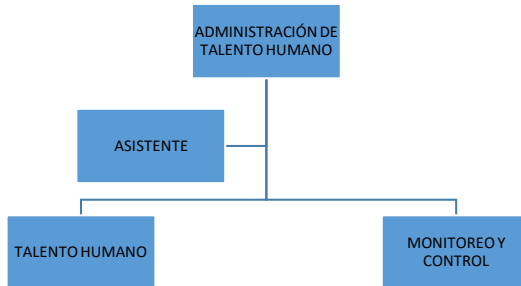 ADMINISTRACIÓN DE
TALENTO HUMANO
ASISTENTE
TALENTO HUMANO
MONITOREO Y
CONTROL